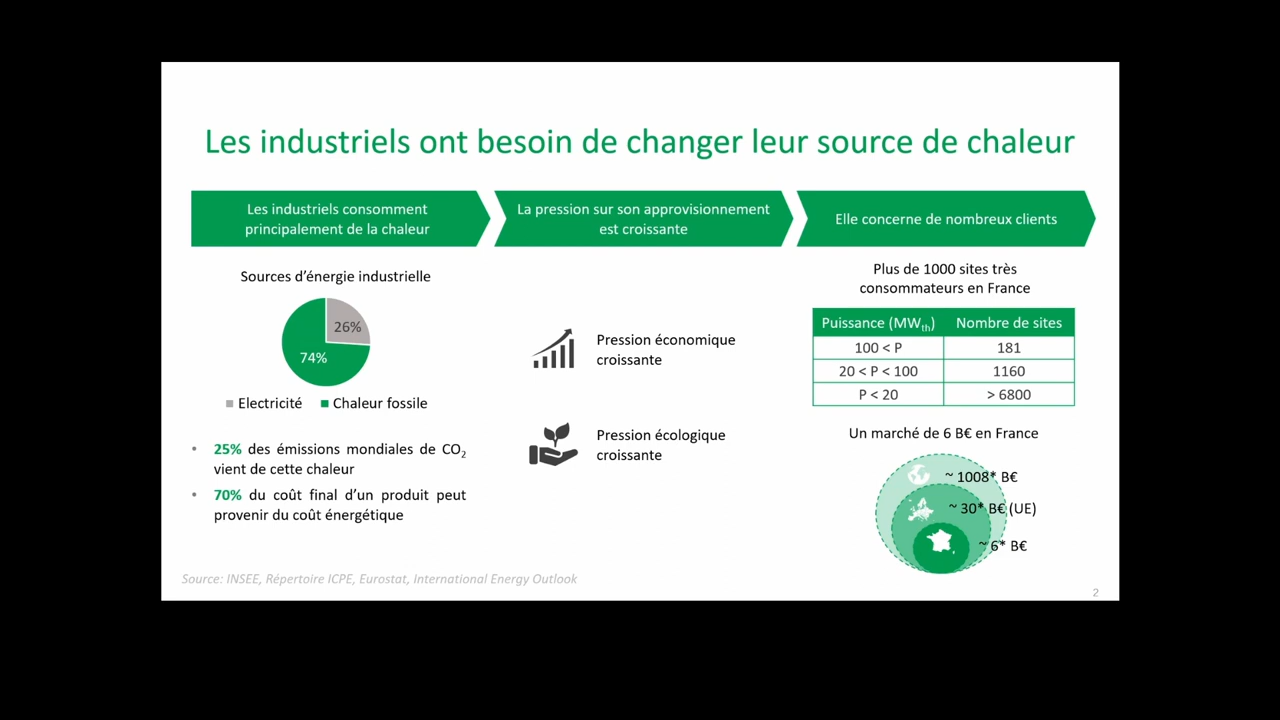 Les industriels ont besoin de changer leur source de chaleur
Les industriels consomment
principalement de la chaleur
La pression sur son approvisionnement
est croissante
Elle concerne de nombreux clients
Sources d’énergie industrielle
26%
74%
Electricité
Chaleur fossile
• 25% des émissions mondiales de CO2
vient de cette chaleur
• 70% du coût final d’un produit peut
provenir du coût énergétique
Pression économique
croissante
Pression écologique
croissante
Plus de 1000 sites très
consommateurs en France
Puissance (MWth) Nombre de sites
100 < P 181
20 < P < 100 1160
P < 20 > 6800
Un marché de 6 B€ en France
~ 1008* B€
~ 30* B€ (UE)
~ 6* B€
Source: INSEE, Répertoire ICPE, Eurostat, International Energy Outlook
2